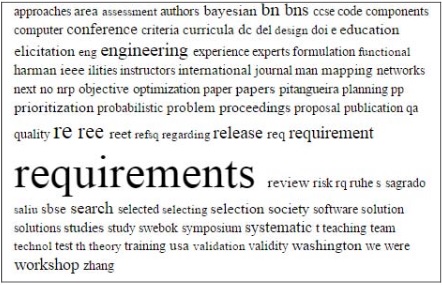 approaches area assessment authors bayesian bn bns ccse code components
computer conference criteria curricula dc del design doi e education
elicitation eng engineering experience experts formulation functional
harman ieee ilities instructors international journal man mapping networks
next no nrp objective optimization paper papers pitangueira planning pp
prioritization probabilistic problem proceedings proposal publication qa
quality re ree reet refsq regarding release req requirement
requirements review risk rq ruhe s sagrado
saliu sbse search selected selecting selection society software solution
solutions studies study swebok symposium systematic t teaching team
technol test th theory training usa validation validity washington we were
workshop zhang